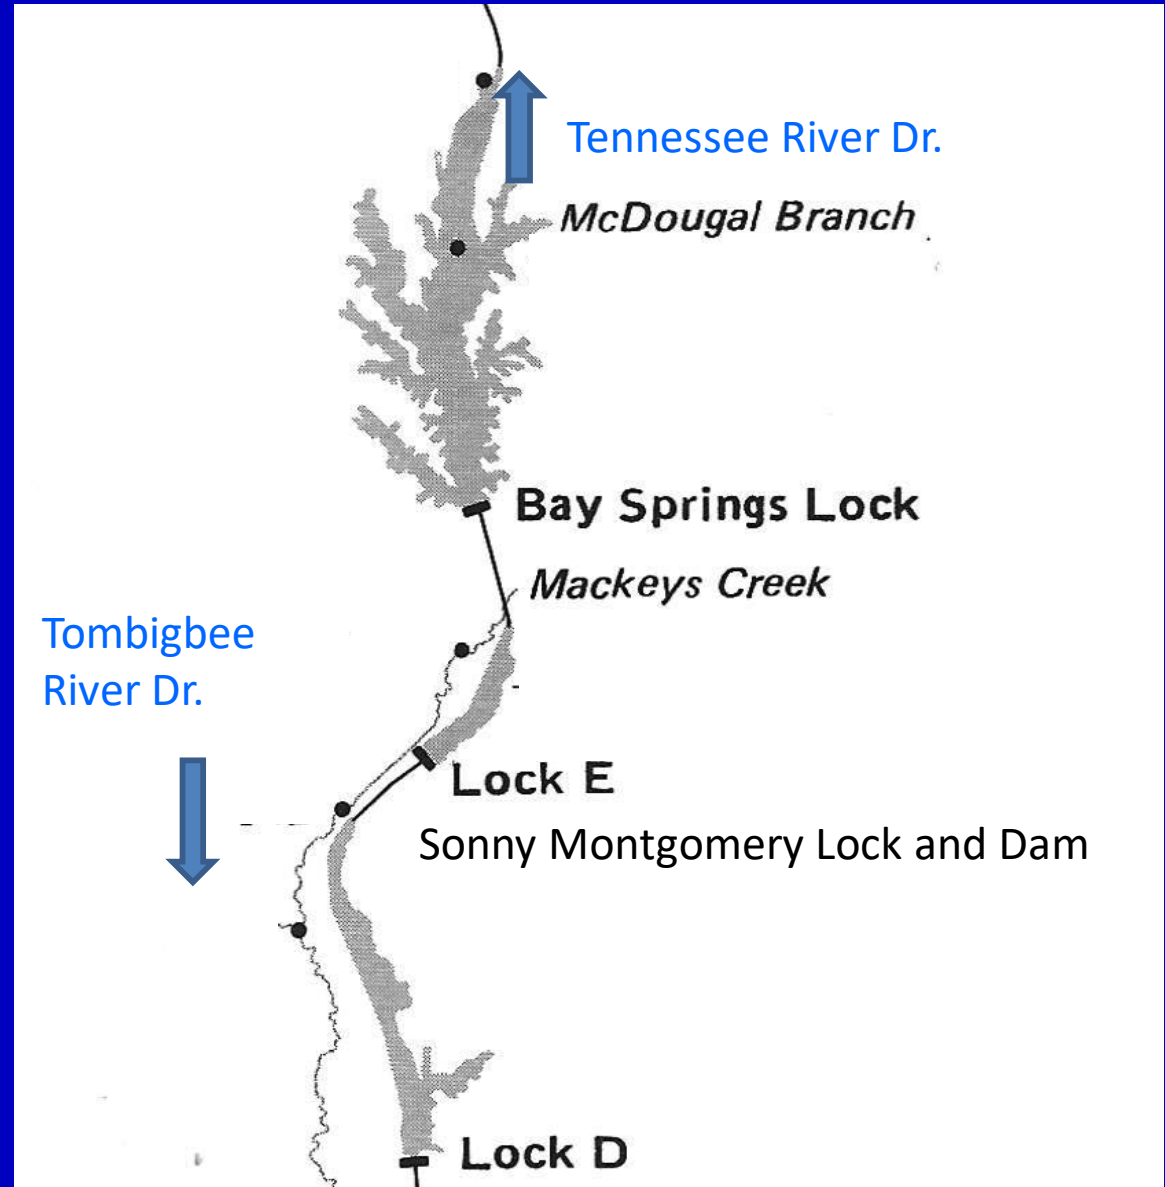 Tennessee River Dr.
McDougal Branch
Bay Springs Lock
Mackeys Creek
Tombigbee
River Dr.
Lock E
Sonny Montgomery Lock and Dam
Lock D